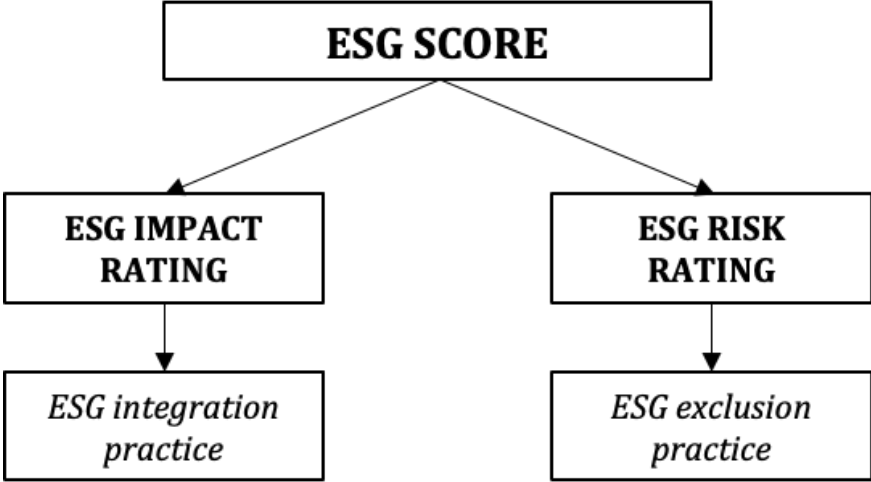 ESG SCORE
ESG IMPACT
RATING
ESG RISK
RATING
ESG integration
practice
ESG exclusion
practice